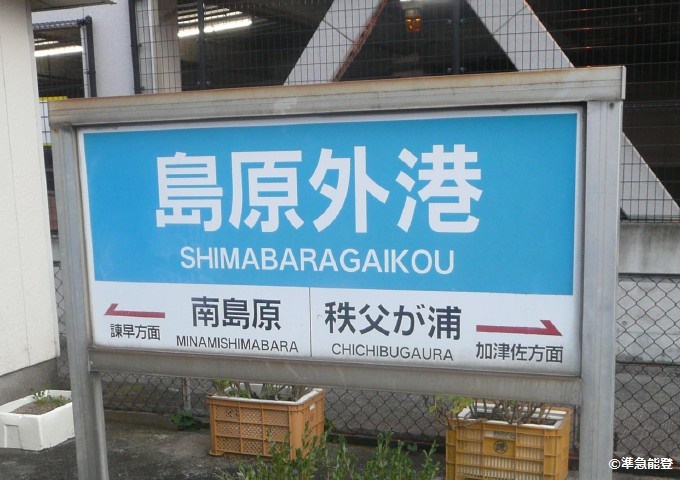 島原外港
SHIMABARAGAIKOU
南島原 秩父が浦
諫早方面 MINAMISHIMABARA CHICHIBUGAURA 加津佐方面
©準急能登